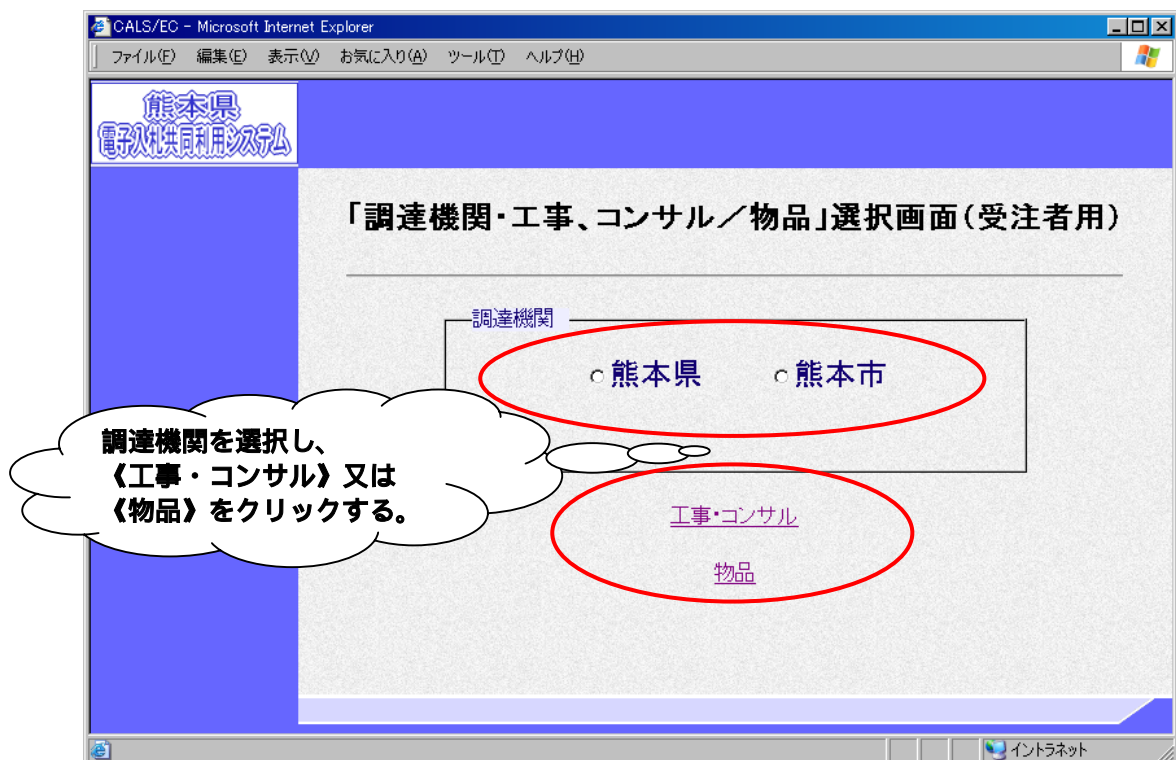 CALS/EC - Microsoft Internet Explorer
ファイル(F) 編集(E) 表示(V) お気に入り(A) ツール(T) ヘルプ(H)
熊本県
電子入札共同利用システム
「調達機関・工事、コンサル／物品」選択画面(受注者用)
調達機関
熊本県 熊本市
調達機関を選択し、
《工事・コンサル》又は
《物品》をクリックする。
工事・コンサル
物品
イントラネット